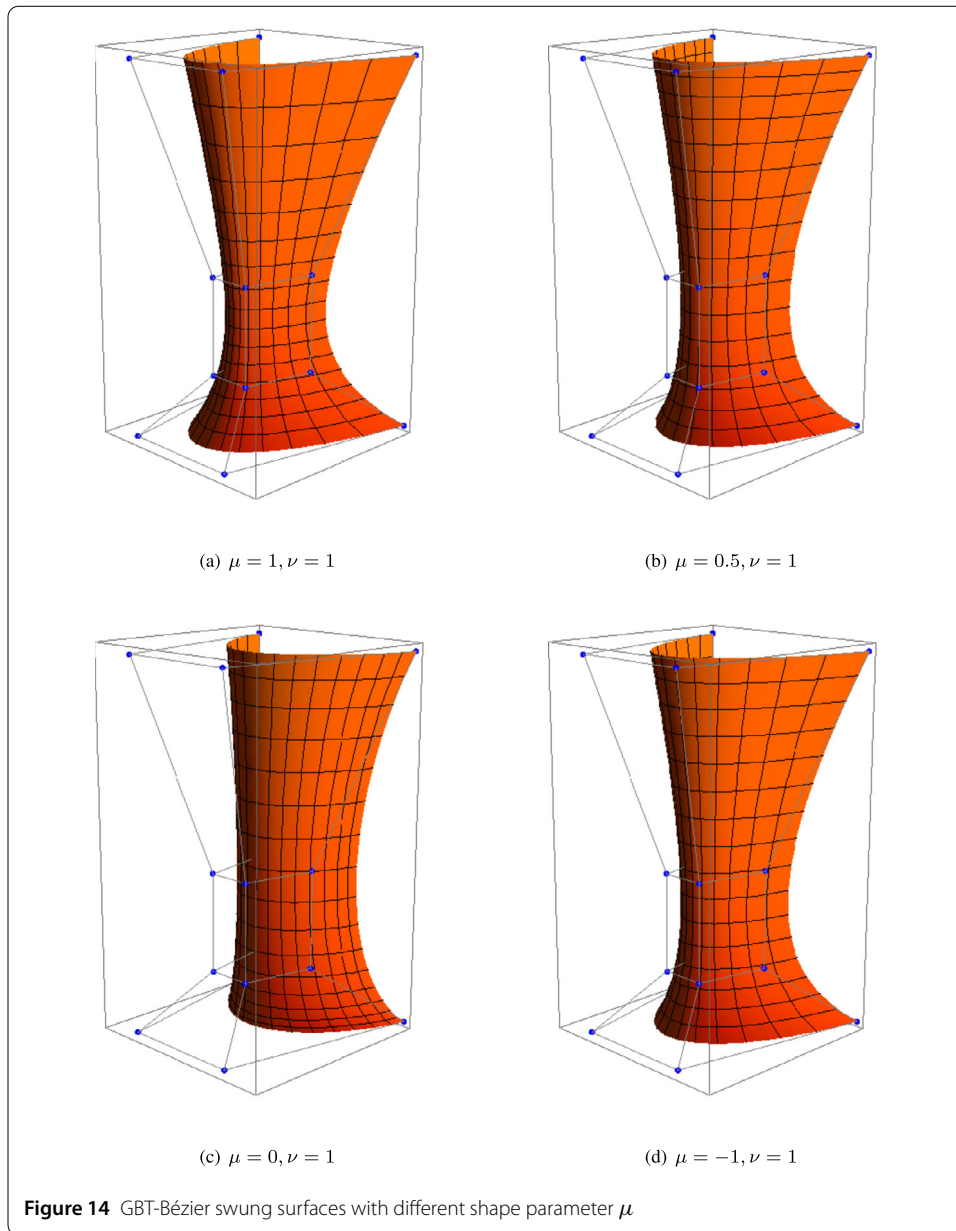 (a) μ = 1, ν = 1
(b) μ = 0.5, ν = 1
(c) μ = 0, ν = 1
(d) μ = −1, ν = 1
Figure 14 GBT-Bézier swung surfaces with different shape parameter μ